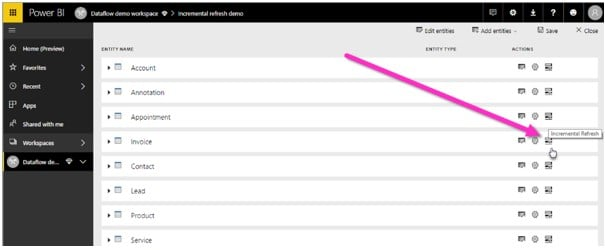 Power BI Dataflow demo workspace > Incremental refresh demo
Edit entities Add entities Save Close
Home (Preview)
Favorites
Recent
Apps
Shared with me
Workspaces
Dataflow de...
ENTITY NAME ENTITY TYPE ACTIONS
Account
Annotation
Appointment
Invoice
Incremental Refresh
Contact
Lead
Product
Service